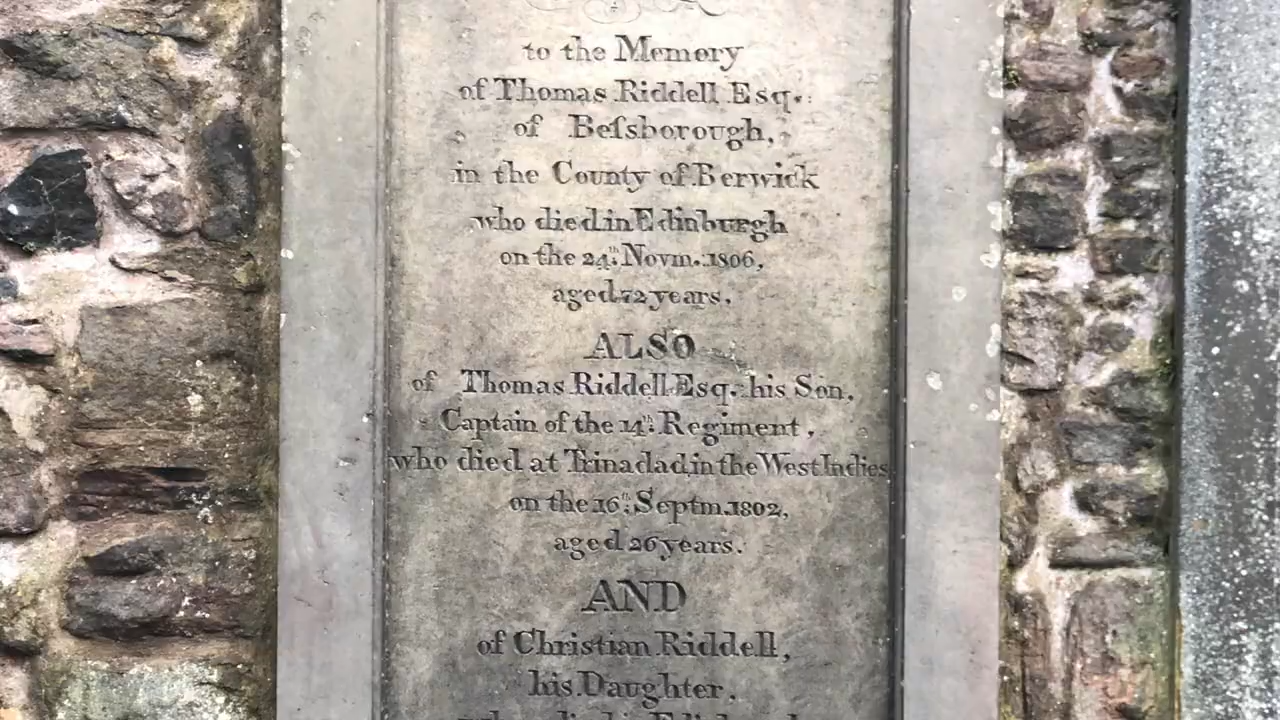 to the Memory
of Thomas Riddell Esq.
of Beſsborough,
in the County of Berwick
who died in Edinburgh
on the 24th Novm. 1806,
aged 72 years.
ALSO
of Thomas Riddell Esq. his Son,
Captain of the 14th Regiment,
who died at Trinadad in the West Indies
on the 16th Septm. 1802,
aged 26 years.
AND
of Christian Riddell,
his Daughter,